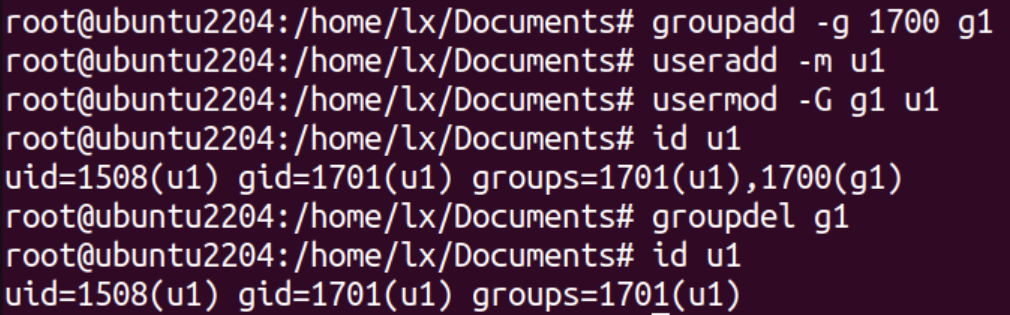 root@ubuntu2204:/home/lx/Documents# groupadd -g 1700 g1
root@ubuntu2204:/home/lx/Documents# useradd -m u1
root@ubuntu2204:/home/lx/Documents# usermod -G g1 u1
root@ubuntu2204:/home/lx/Documents# id u1
uid=1508(u1) gid=1701(u1) groups=1701(u1),1700(g1)
root@ubuntu2204:/home/lx/Documents# groupdel g1
root@ubuntu2204:/home/lx/Documents# id u1
uid=1508(u1) gid=1701(u1) groups=1701(u1)